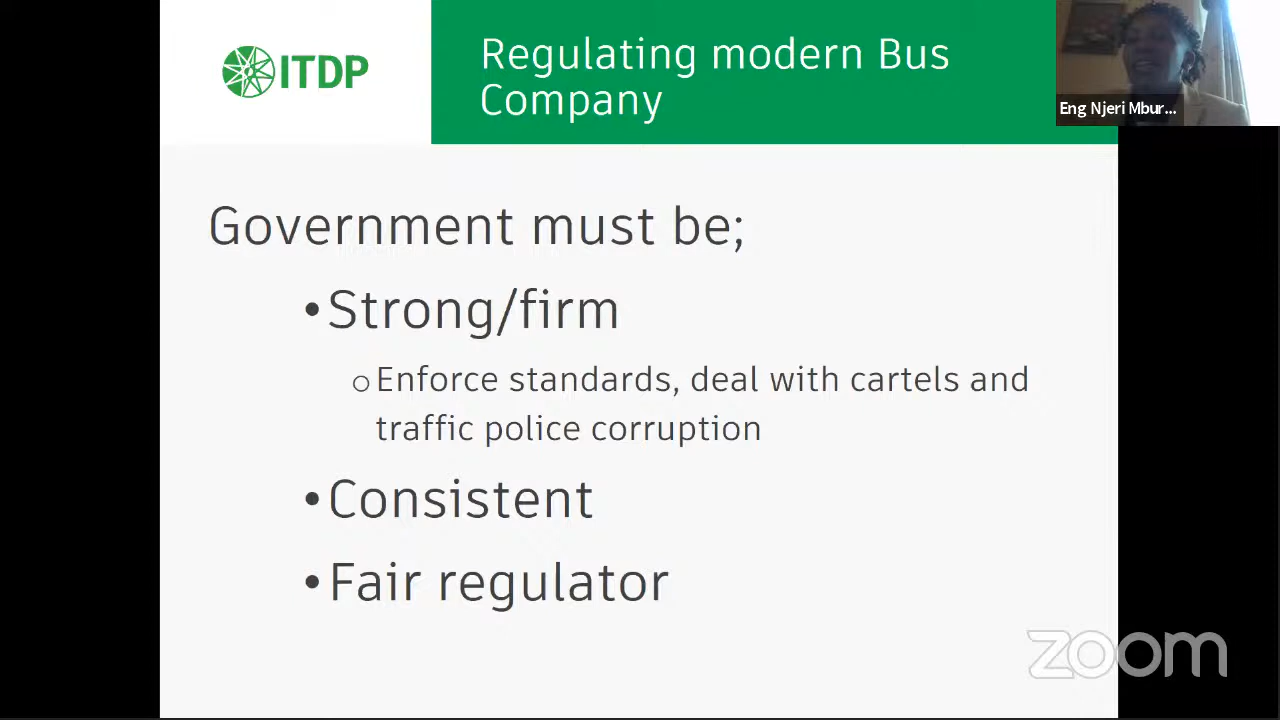 ITDP
Regulating modern Bus
Company
Eng Njeri Mbur...
Government must be;
•Strong/firm
oEnforce standards, deal with cartels and
traffic police corruption
•Consistent
•Fair regulator
zoom